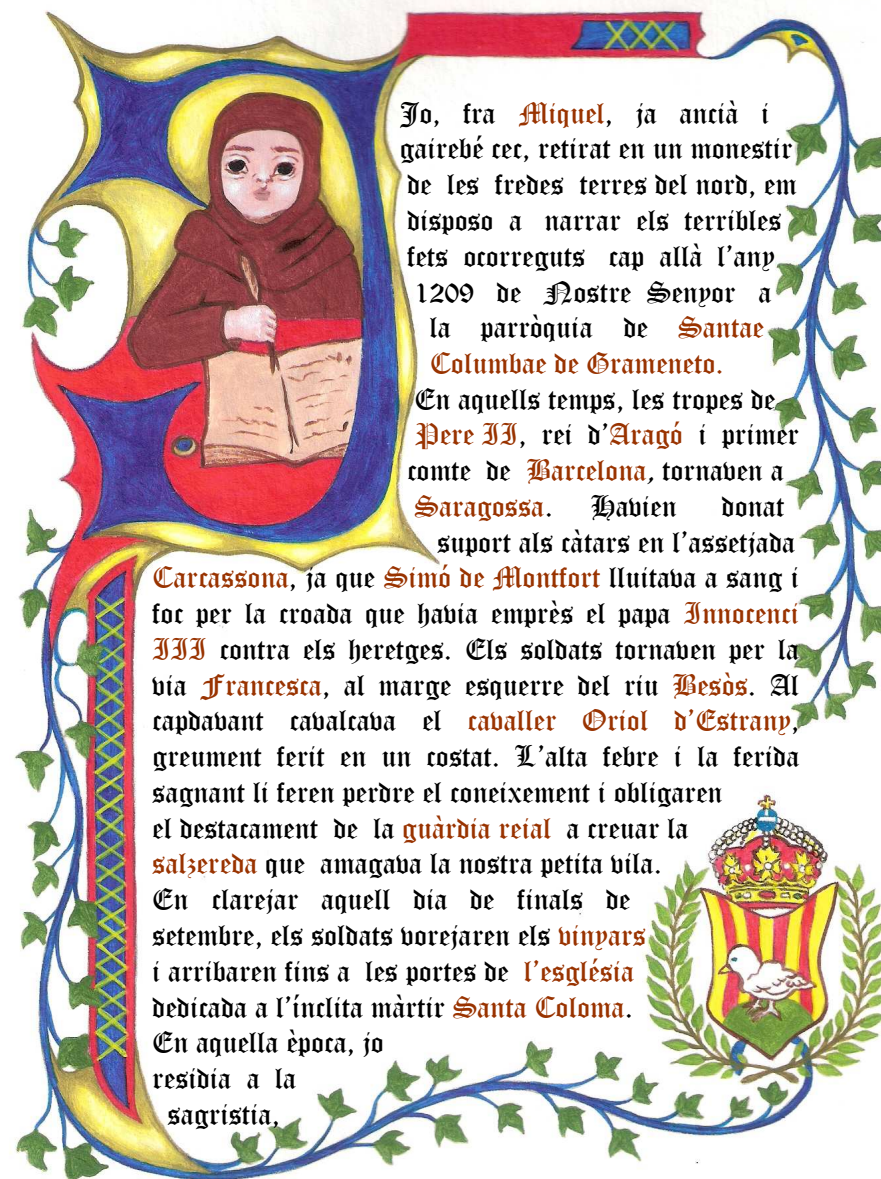 Jo, fra Miquel, ja ancià i
gairebé cec, retirat en un monestir
de les fredes terres del nord, em
disposo a narrar els terribles
fets ocorreguts cap allà l'any
1209 de Nostre Senyor a
la parròquia de Santae
Columbae de Grameneto.
En aquells temps, les tropes de
Pere II, rei d'Aragó i primer
comte de Barcelona, tornaven a
Saragossa. Havien donat
suport als càtars en l'assetjada
Carcassona, ja que Simó de Montfort lluitava a sang i
foc per la croada que havia emprès el papa Innocenci
III contra els heretges. Els soldats tornaven per la
via Francesca, al marge esquerre del riu Besòs. Al
capdavant cavalcava el cavaller Oriol d'Estrany,
greument ferit en un costat. L'alta febre i la ferida
sagnant li feren perdre el coneixement i obligaren
el destacament de la guàrdia reial a creuar la
salzereda que amagava la nostra petita vila.
En clarejar aquell dia de finals de
setembre, els soldats vorejaren els vinyars
i arribaren fins a les portes de l'església
dedicada a l'ínclita màrtir Santa Coloma.
En aquella època, jo
residia a la
sagristia,